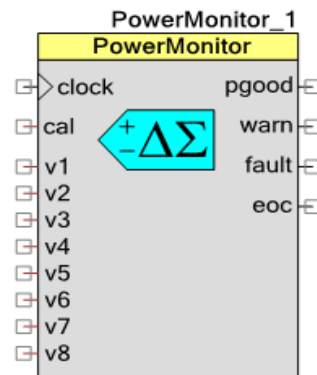 PowerMonitor_1
PowerMonitor
clock pgood
cal + − ΔΣ warn
v1 fault
v2
v3 eoc
v4
v5
v6
v7
v8